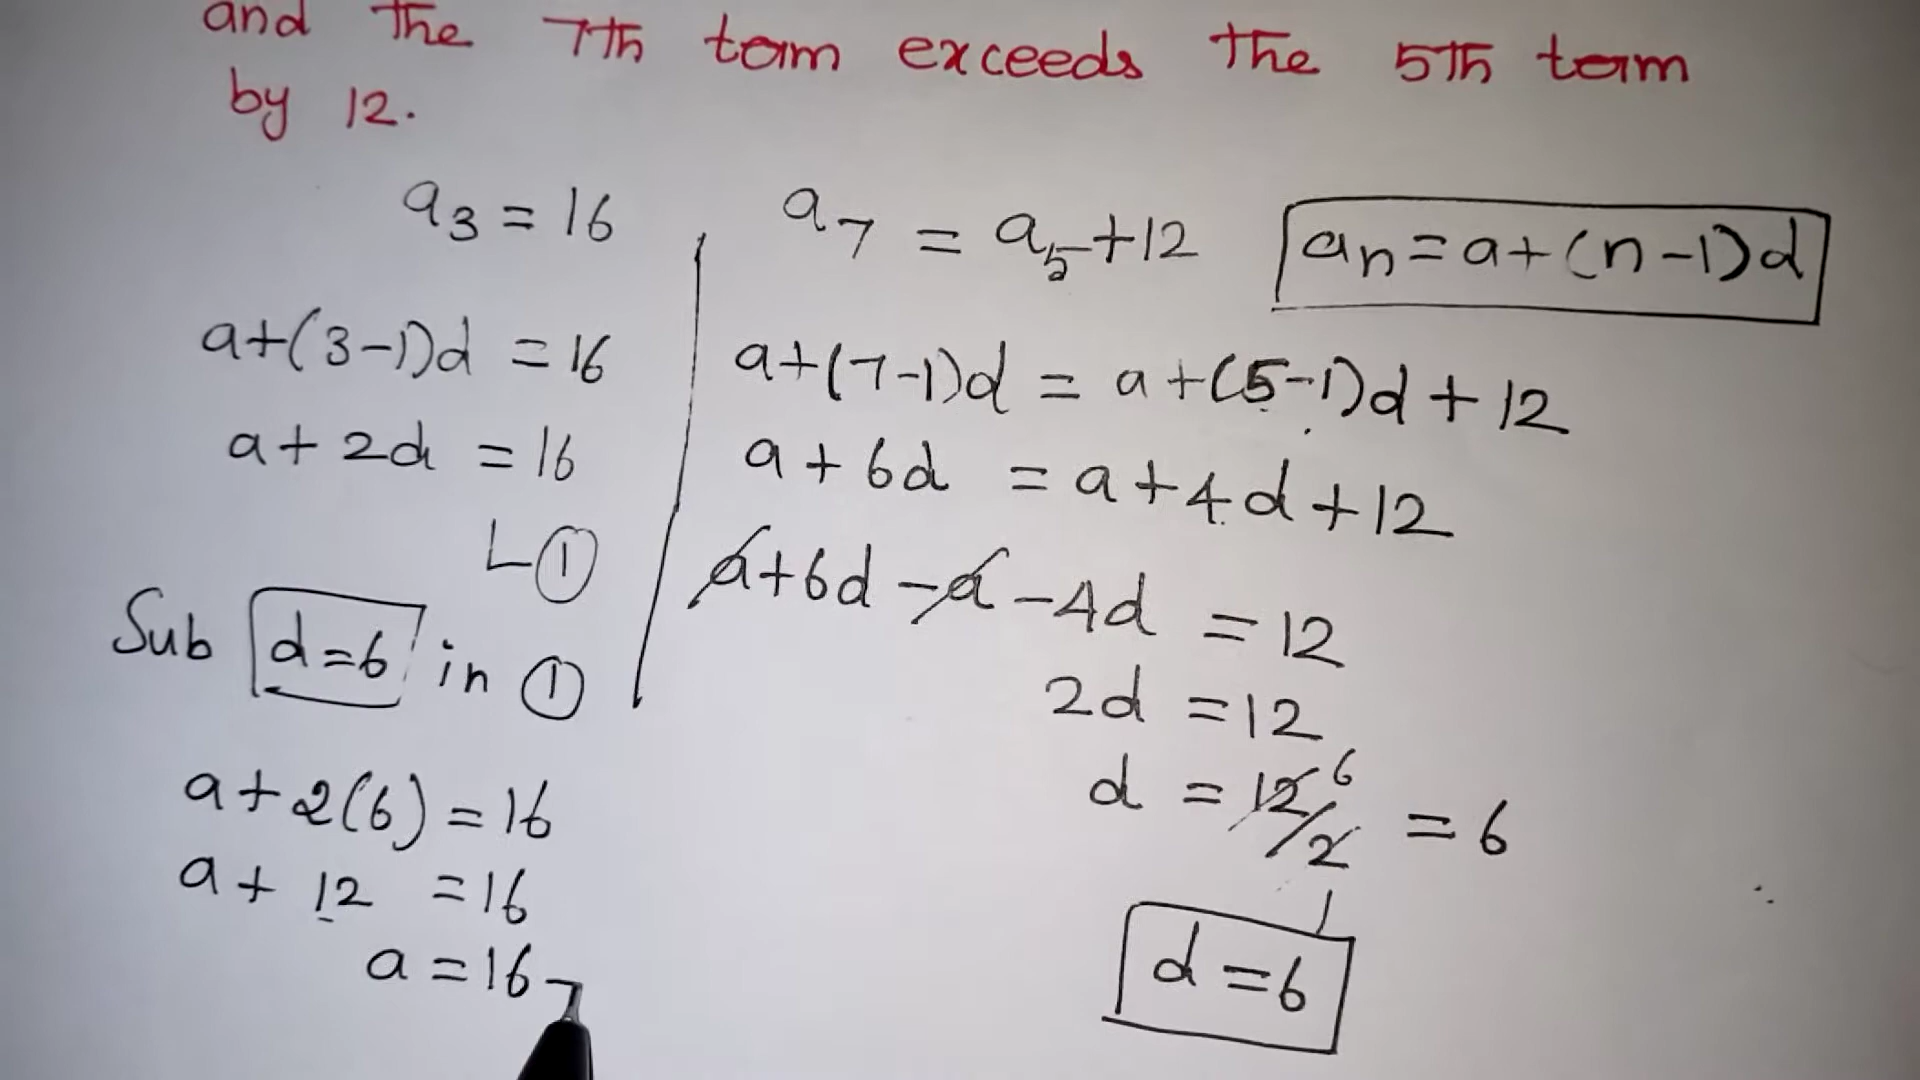 and the 7th term exceeds the 5th term
by 12.
a3 = 16
a+(3-1)d = 16
a+ 2d = 16
1
Sub d=6 in 1
a+2(6) = 16
a+ 12 = 16
a = 16 -
a7 = a5+12
an = a+(n-1)d
a+(7-1)d = a+(5-1)d + 12
a + 6d = a+4d+12
a+6d-a-4d = 12
2d = 12
d = 12/2 6 = 6
1
d = 6